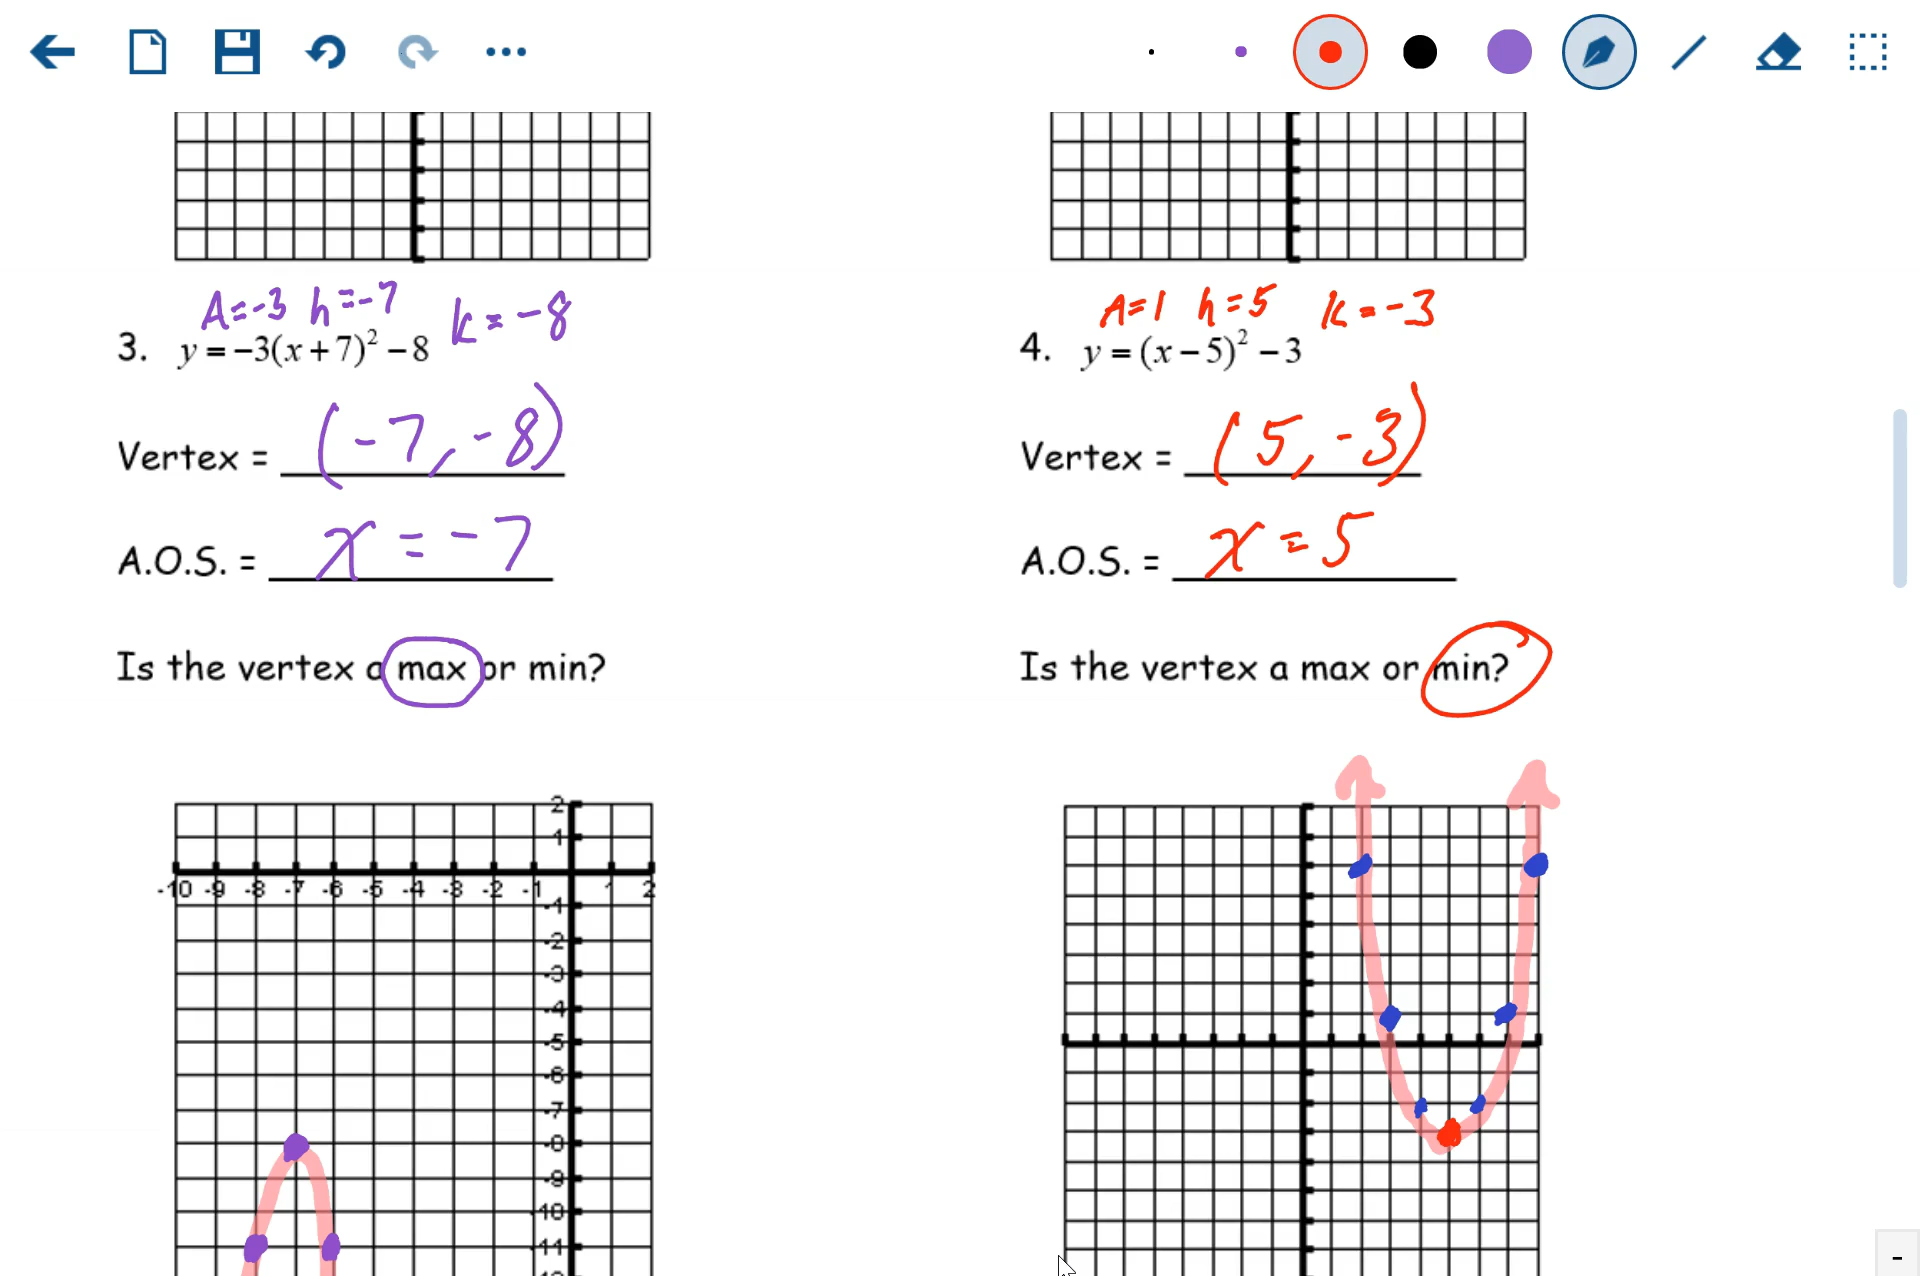 A=-3 h=-7 k=-8
3. y = -3(x+7)² - 8
Vertex = (-7, -8)
A.O.S. = x = -7
Is the vertex a max or min?
2
1
-10 -9 -8 -7 -6 -5 -4 -3 -2 -1 1 2
-1
-2
-3
-4
-5
-6
-7
-8
-9
-10
-11
A=1 h=5 k=-3
4. y = (x-5)² - 3
Vertex = (5, -3)
A.O.S. = x = 5
Is the vertex a max or min?